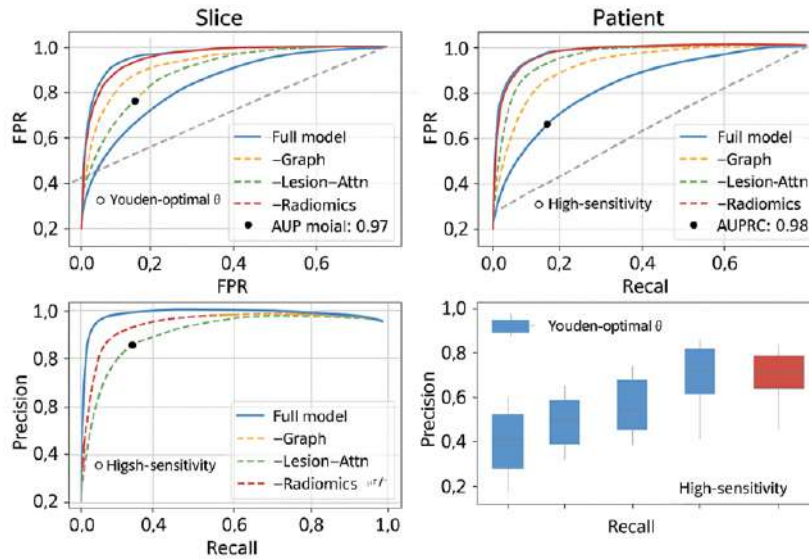 Slice
FPR
1.0
1.0
0,8
0.6
0.4
0,2
0.0
0,2
0.4
0.6
FPR
Full model
–Graph
–Lesion–Attn
–Radiomics
AUP moial: 0.97
Youden–optimal θ
Patient
FPR
1.0
1.0
0,8
0.6
0.4
0.2
0.0
0,2
0.4
0.6
Recal
Full model
–Graph
–Lesion-Attn
–Radiomics
AUPRC: 0.98
High–sensitivity
Precision
1.0
0.8
0.8
0.4
0,2
0.0
0,4
0.6
0.8
1,0
Recall
Full model
–Graph
–Lesion–Attn
–Radiomics
Higsh–sensitivity
Precision
1.0
0.8
0.6
0.4
0,2
Youden-optimal θ
High–sensitivity
Recall